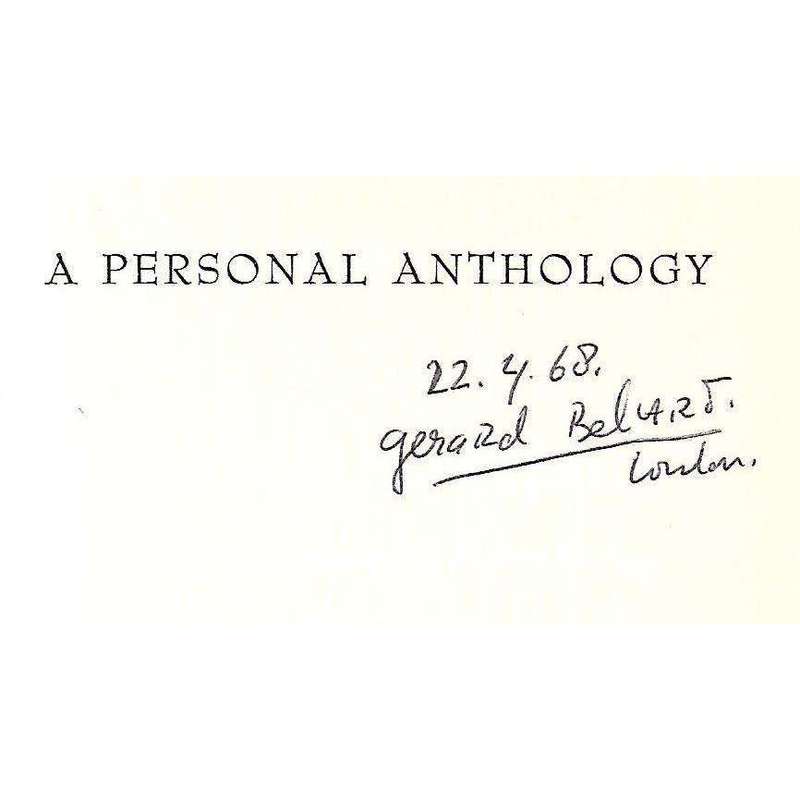 A PERSONAL ANTHOLOGY
22.4.68.
Gerard Belart.
London.